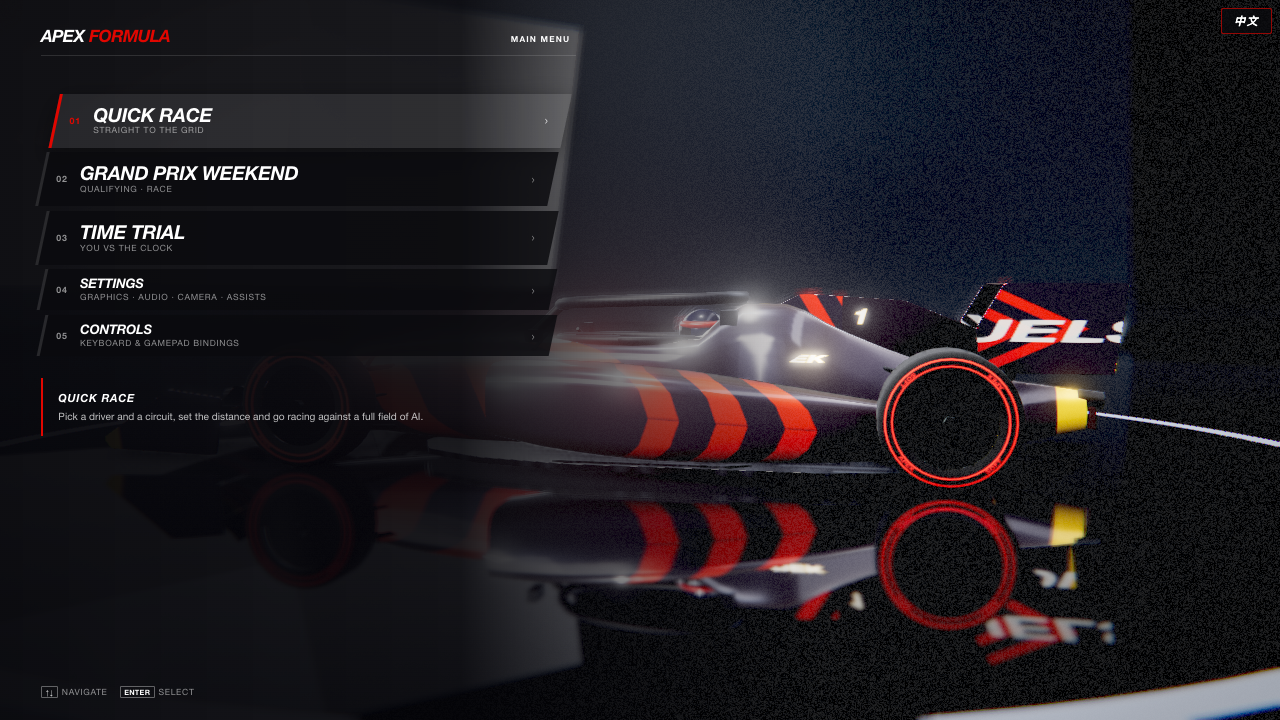 APEX FORMULA
MAIN MENU
中文
01 QUICK RACE
STRAIGHT TO THE GRID
›
02 GRAND PRIX WEEKEND
QUALIFYING · RACE
›
03 TIME TRIAL
YOU VS THE CLOCK
›
04 SETTINGS
GRAPHICS · AUDIO · CAMERA · ASSISTS
›
05 CONTROLS
KEYBOARD & GAMEPAD BINDINGS
›
1
QUICK RACE
Pick a driver and a circuit, set the distance and go racing against a full field of AI.
↑↓ NAVIGATE ENTER SELECT